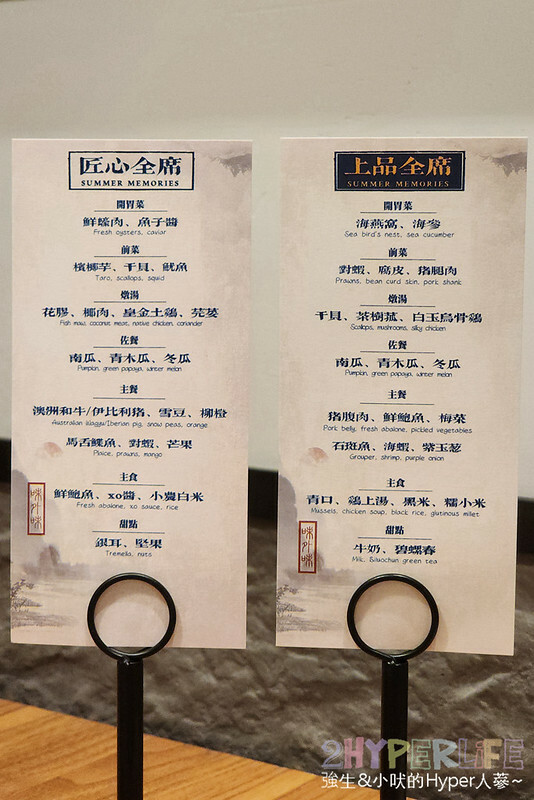 匠心全席
SUMMER MEMORIES
開胃菜
鮮蠔肉、魚子醬
Fresh oysters, caviar
前菜
檳榔芋、干貝、魷魚
Taro, scallops, squid
燉湯
花膠、椰肉、皇金土鷄、芫荽
Fish maw, coconut meat, native chicken, coriander
佐餐
南瓜、青木瓜、冬瓜
Pumpkin, green papaya, winter melon
主餐
澳洲和牛/伊比利豬、雪豆、柳橙
Australian Wagyu/Iberian pig, snow peas, orange
馬舌鰈魚、對蝦、芒果
Plaice, prawns, mango
主食
鮮鮑魚、xo醬、小農白米
Fresh abalone, xo sauce, rice
甜點
銀耳、堅果
Tremella, nuts
味外味
上品全席
SUMMER MEMORIES
開胃菜
海燕窩、海參
Sea bird's nest, sea cucumber
前菜
對蝦、腐皮、豬腿肉
Prawns, bean curd skin, pork shank
燉湯
干貝、茶樹菰、白玉烏骨鷄
Scallops, mushrooms, silky chicken
佐餐
南瓜、青木瓜、冬瓜
Pumpkin, green papaya, winter melon
主餐
豬腹肉、鮮鮑魚、梅菜
Pork belly, fresh abalone, pickled vegetables
石斑魚、海蝦、紫玉葱
Grouper, shrimp, purple onion
主食
青口、鷄上湯、黑米、糯小米
Mussels, chicken soup, black rice, glutinous millet
甜點
牛奶、碧螺春
Milk, Biluochun green tea
味外味
2HYPERLIFE
強生&小吠的Hyper人蔘～